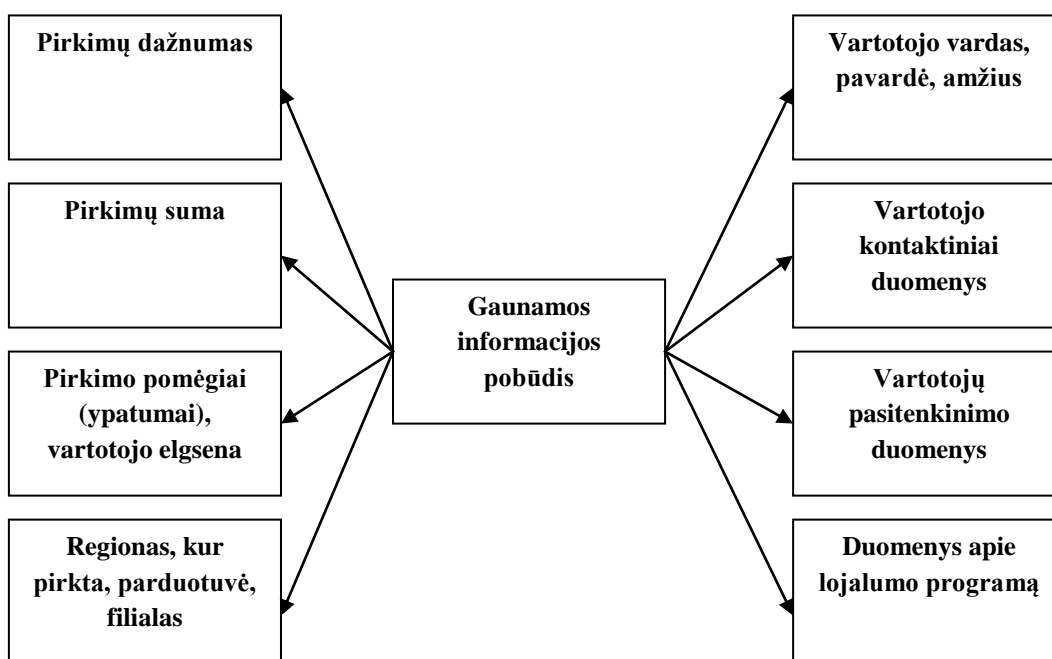 Pirkimų dažnumas
Pirkimų suma
Pirkimo pomėgiai
(ypatumai),
vartotojo elgsena
Regionas, kur
pirkta, parduotuvė,
filialas
Gaunamos
informacijos
pobūdis
Vartotojo vardas,
pavardė, amžius
Vartotojo
kontaktiniai
duomenys
Vartotojų
pasitenkinimo
duomenys
Duomenys apie
lojalumo programą